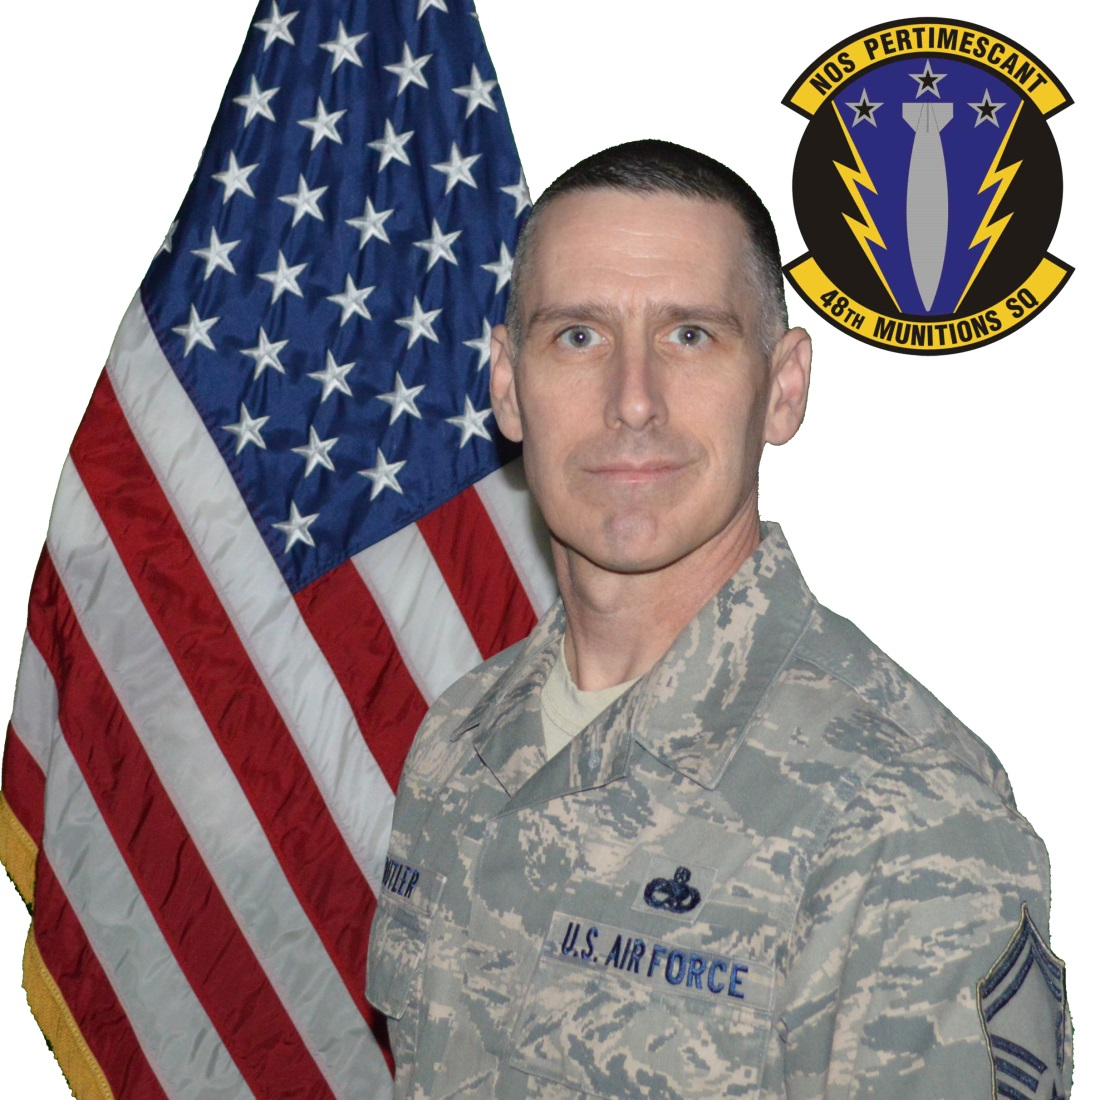 NOS PERTIMESCANT
48TH MUNITIONS SQ
U.S. AIR FORCE